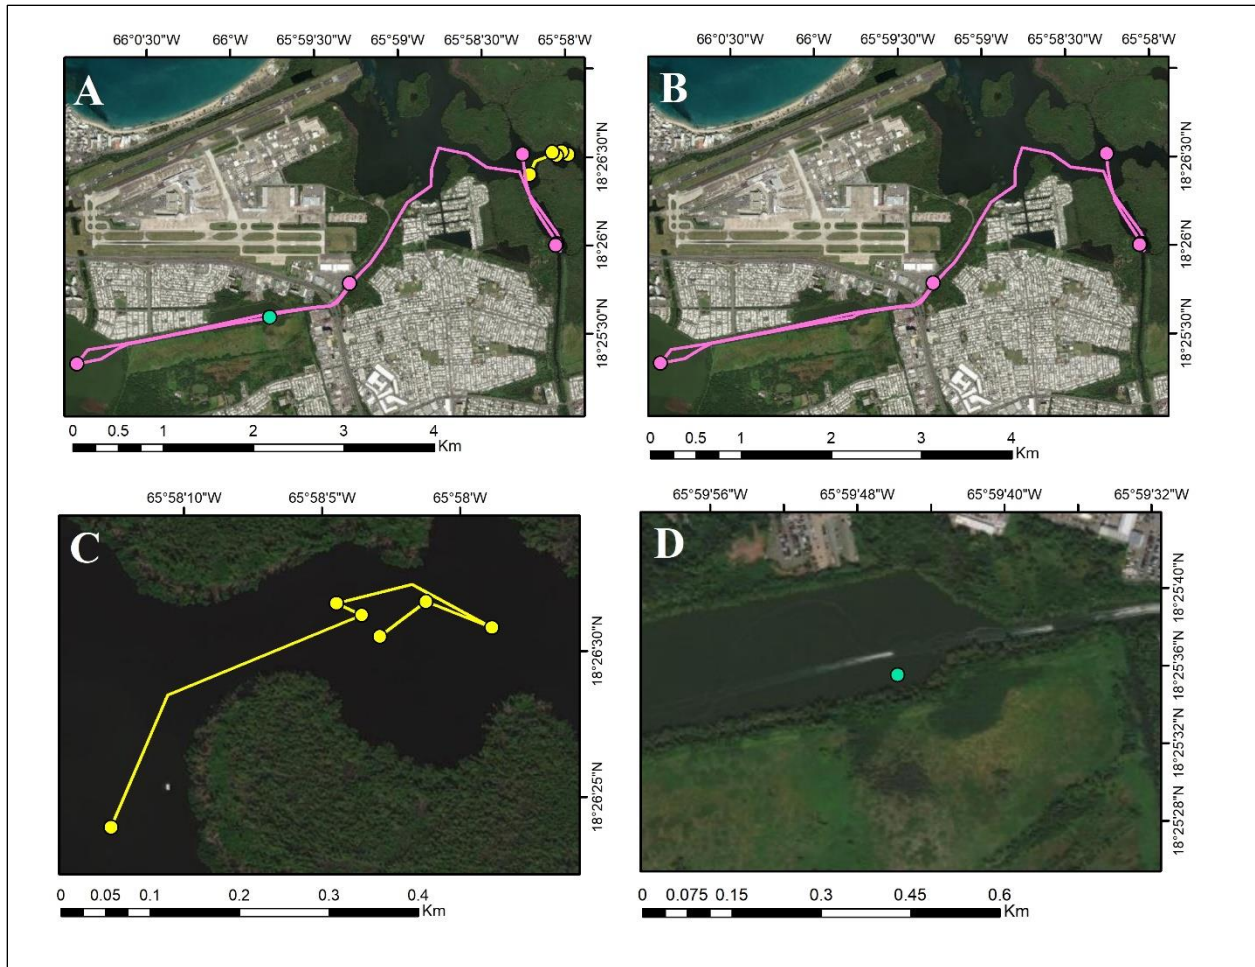 66°0'30"W 66°0'W 65°59'30"W 65°59'W 65°58'30"W 65°58'W
A
18°26'30"N
18°26'N
18°25'30"N
0 0.5 1 2 3 4
Km
66°0'30"W 66°0'W 65°59'30"W 65°59'W 65°58'30"W 65°58'W
B
18°26'30"N
18°26'N
18°25'30"N
0 0.5 1 2 3 4
Km
65°58'10"W 65°58'5"W 65°58'W
C
18°26'30"N
18°26'25"N
0 0.05 0.1 0.2 0.3 0.4
Km
65°59'56"W 65°59'48"W 65°59'40"W 65°59'32"W
D
18°25'40"N
18°25'36"N
18°25'32"N
18°25'28"N
0 0.075 0.15 0.3 0.45 0.6
Km